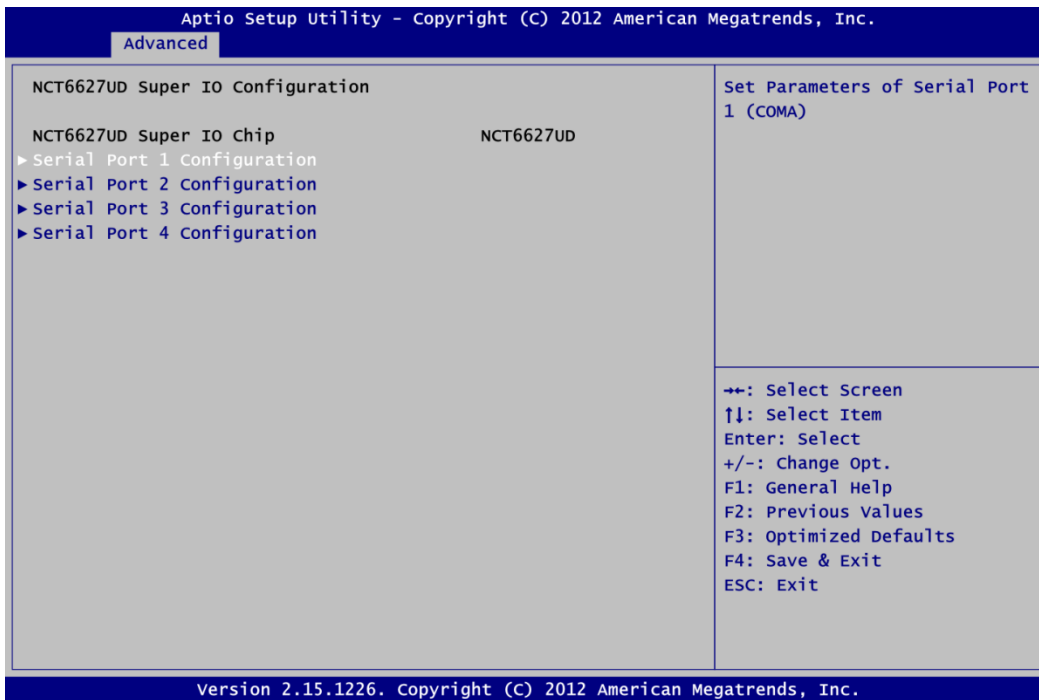 Aptio Setup Utility - Copyright (C) 2012 American Megatrends, Inc.
Advanced
NCT6627UD Super IO Configuration
NCT6627UD Super IO Chip NCT6627UD
▶ Serial Port 1 Configuration
▶ Serial Port 2 Configuration
▶ Serial Port 3 Configuration
▶ Serial Port 4 Configuration
Set Parameters of Serial Port
1 (COMA)
→←: Select Screen
↑↓: Select Item
Enter: Select
+/-: Change Opt.
F1: General Help
F2: Previous Values
F3: Optimized Defaults
F4: Save & Exit
ESC: Exit
Version 2.15.1226. Copyright (C) 2012 American Megatrends, Inc.